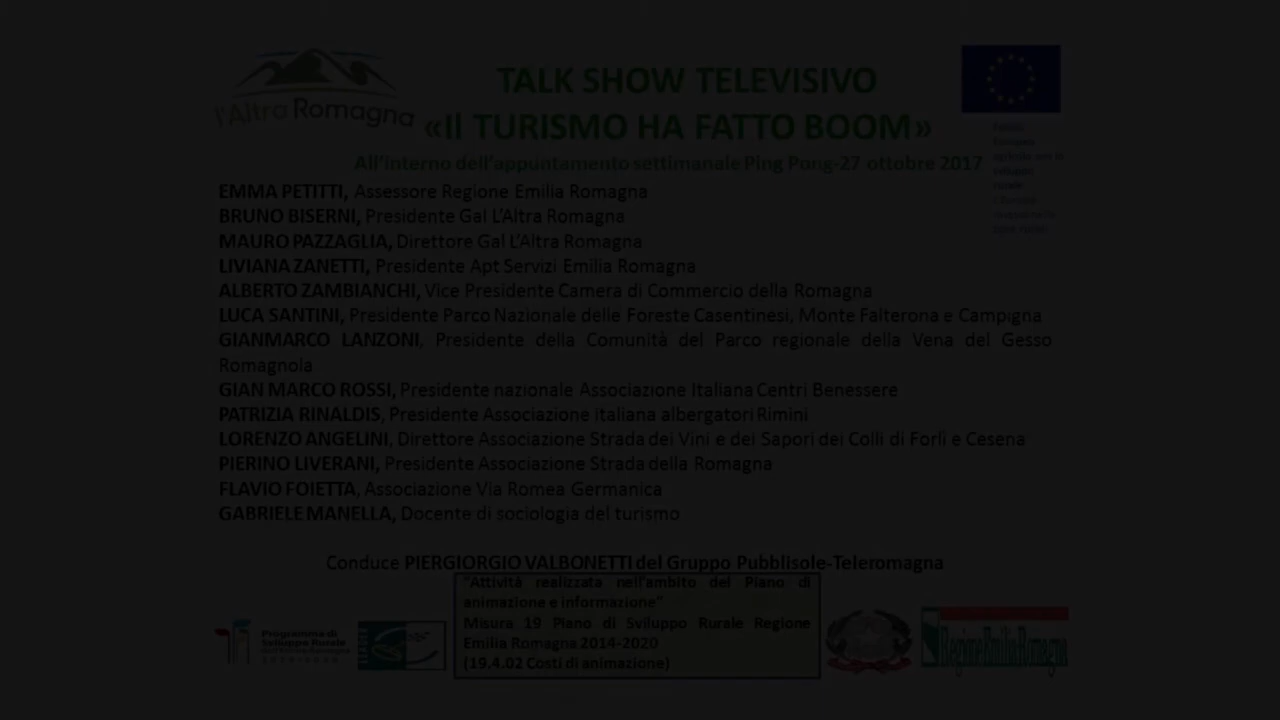 l'Altra Romagna
TALK SHOW TELEVISIVO
«Il TURISMO HA FATTO BOOM»
All'interno dell'appuntamento settimanale Ping Pong-27 ottobre 2017
EMMA PETITTI, Assessore Regione Emilia Romagna
BRUNO BISERNI, Presidente Gal L'Altra Romagna
MAURO PAZZAGLIA, Direttore Gal L'Altra Romagna
LIVIANA ZANETTI, Presidente Apt Servizi Emilia Romagna
ALBERTO ZAMBIANCHI, Vice Presidente Camera di Commercio della Romagna
LUCA SANTINI, Presidente Parco Nazionale delle Foreste Casentinesi, Monte Falterona e Campigna
GIANMARCO LANZONI, Presidente della Comunità del Parco regionale della Vena del Gesso
Romagnola
GIAN MARCO ROSSI, Presidente nazionale Associazione Italiana Centri Benessere
PATRIZIA RINALDIS, Presidente Associazione italiana albergatori Rimini
LORENZO ANGELINI, Direttore Associazione Strada dei Vini e dei Sapori dei Colli di Forlì e Cesena
PIERINO LIVERANI, Presidente Associazione Strada della Romagna
FLAVIO FOIETTA, Associazione Via Romea Germanica
GABRIELE MANELLA, Docente di sociologia del turismo
Conduce PIERGIORGIO VALBONETTI del Gruppo Pubblisole-Teleromagna
"Attività realizzata nell'ambito del Piano di
animazione e informazione"
Misura 19 Piano di Sviluppo Rurale Regione
Emilia Romagna 2014-2020
(19.4.02 Costi di animazione)
Programma di
Sviluppo Rurale
RegioneEmiliaRomagna